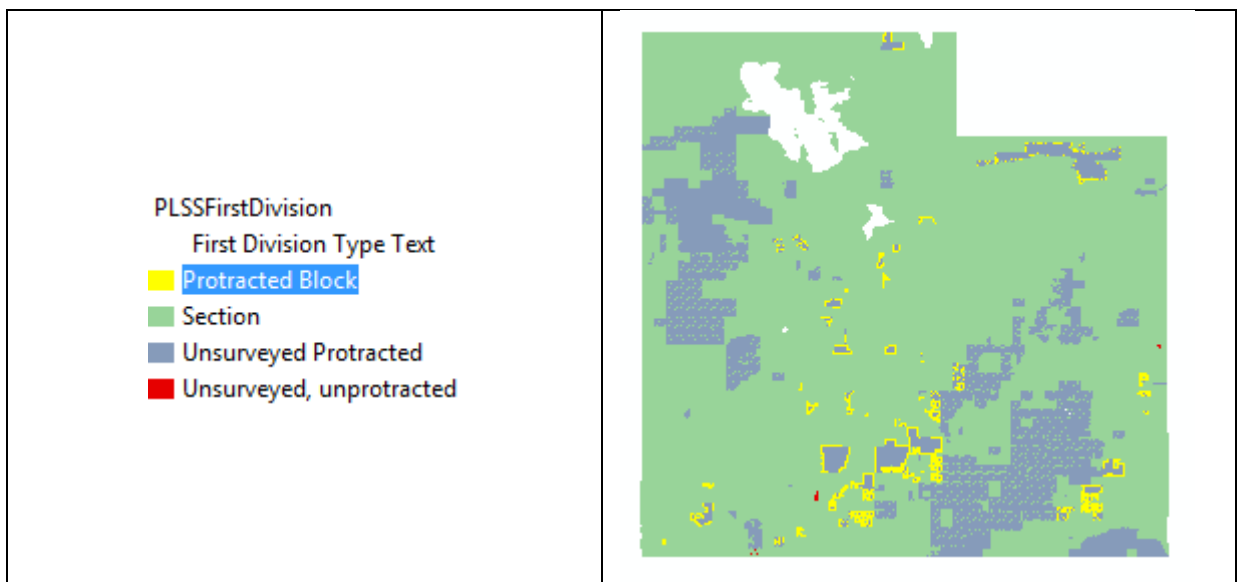 PLSSFirstDivision
First Division Type Text
Protracted Block
Section
Unsurveyed Protracted
Unsurveyed, unprotracted